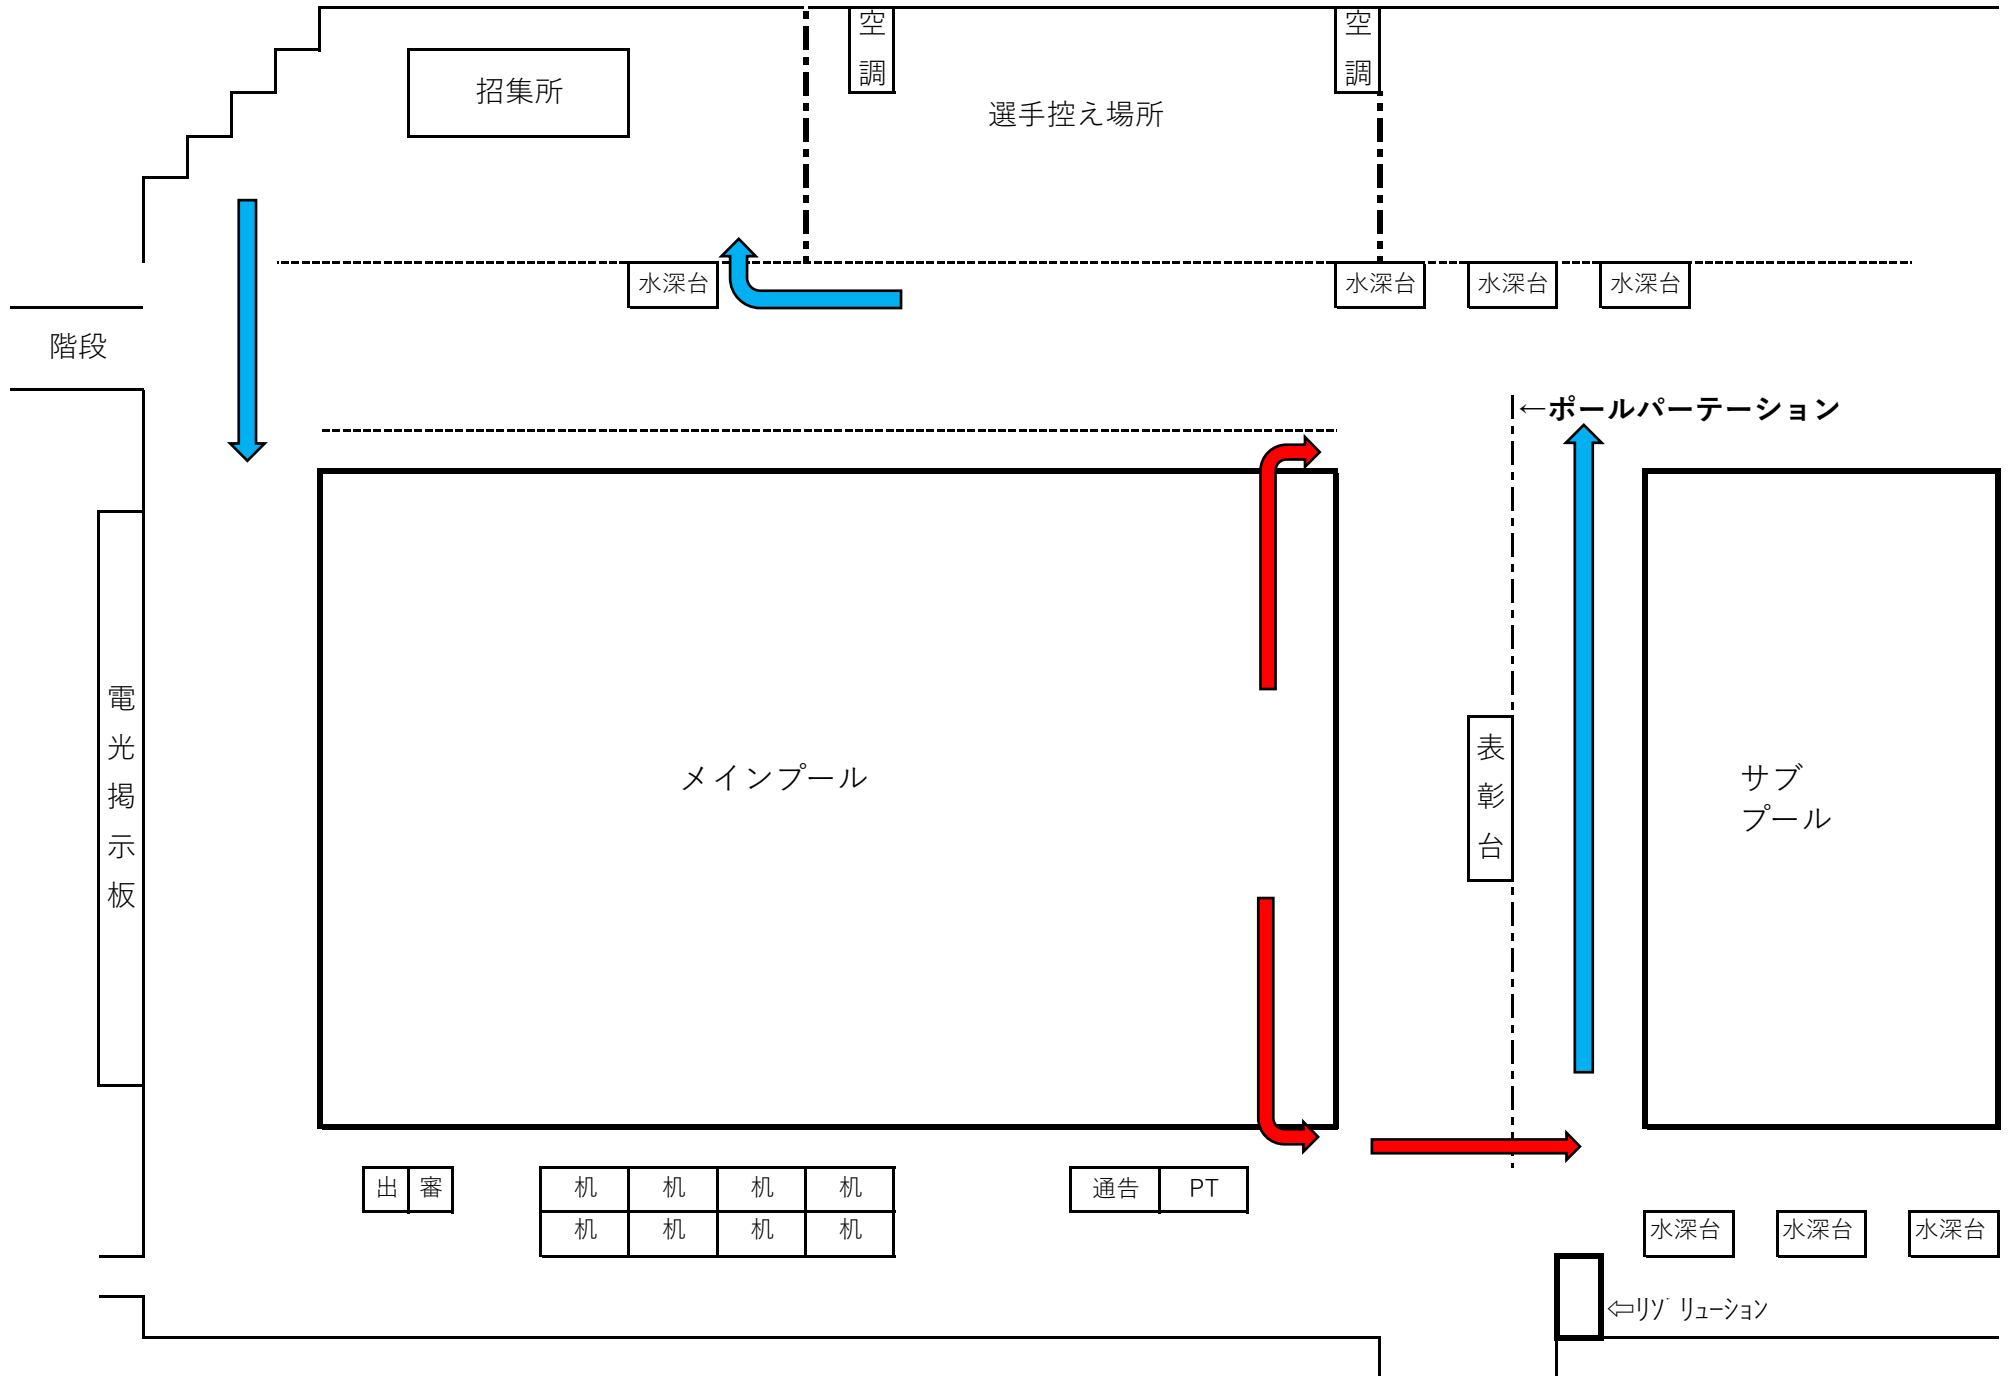 空調
空調
招集所
選手控え場所
水深台
水深台
水深台
水深台
階段
←ポールパーテーション
電光掲示板
メインプール
表彰台
サブ
プール
出
審
机
机
机
机
通告
PT
机
机
机
机
水深台
水深台
水深台
⇦ﾘｿﾞﾘｭｰｼｮﾝ